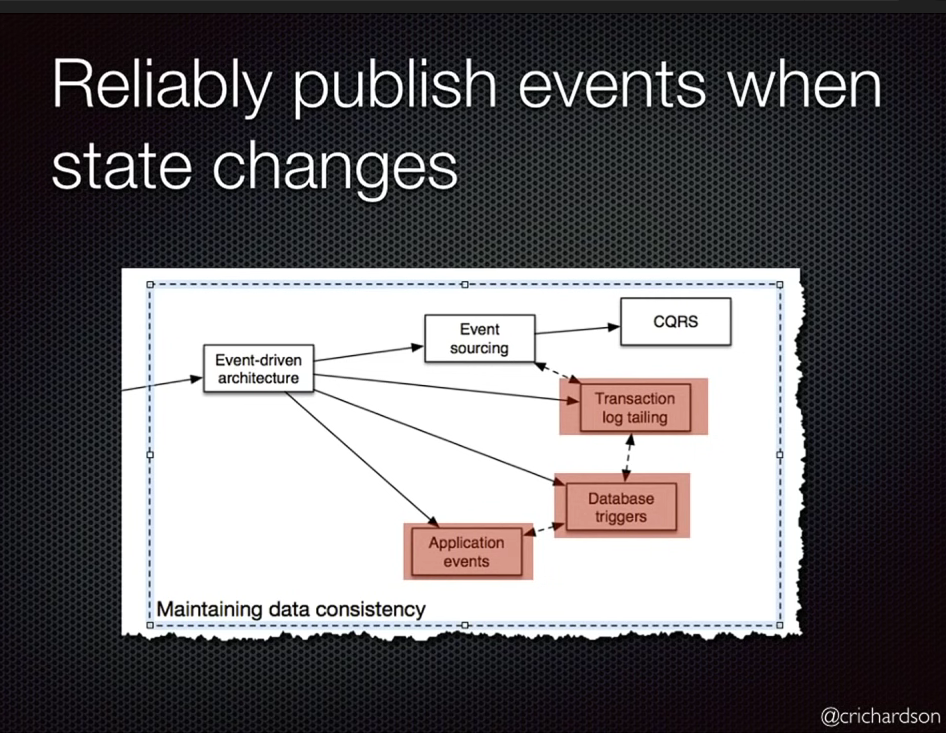 Reliably publish events when
state changes
CQRS
Event
sourcing
Event-driven
architecture
Transaction
log tailing
Database
triggers
Application
events
Maintaining data consistency
@crichardson